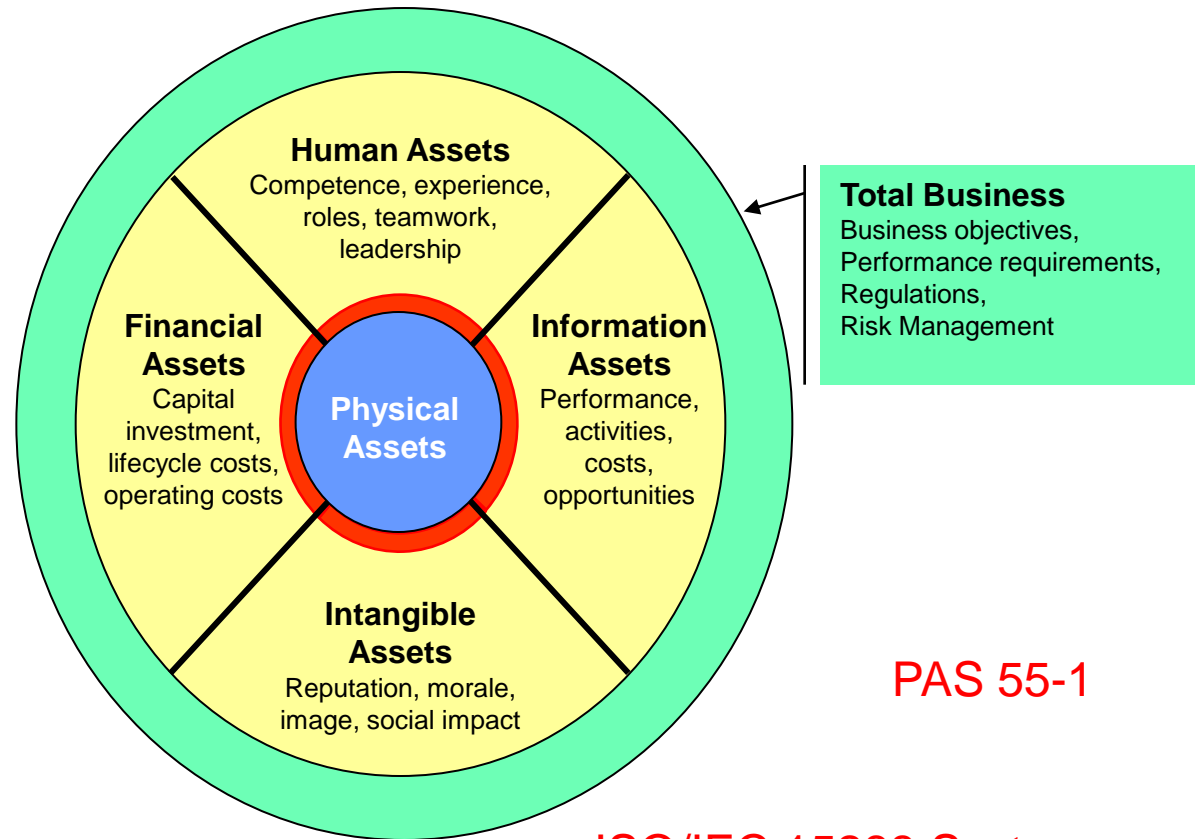 Human Assets
Competence, experience,
roles, teamwork,
leadership
Financial
Assets
Capital
investment,
lifecycle costs,
operating costs
Physical
Assets
Information
Assets
Performance,
activities,
costs,
opportunities
Intangible
Assets
Reputation, morale,
image, social impact
Total Business
Business objectives,
Performance requirements,
Regulations,
Risk Management
PAS 55-1